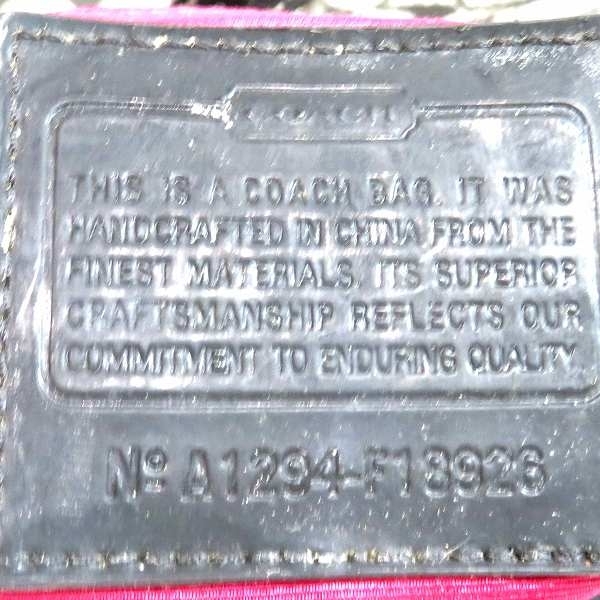 COACH
THIS IS A COACH BAG. IT WAS
HANDCRAFTED IN CHINA FROM THE
FINEST MATERIALS. ITS SUPERIOR
CRAFTSMANSHIP REFLECTS OUR
COMMITMENT TO ENDURING QUALITY.
Nº A1294-F18926